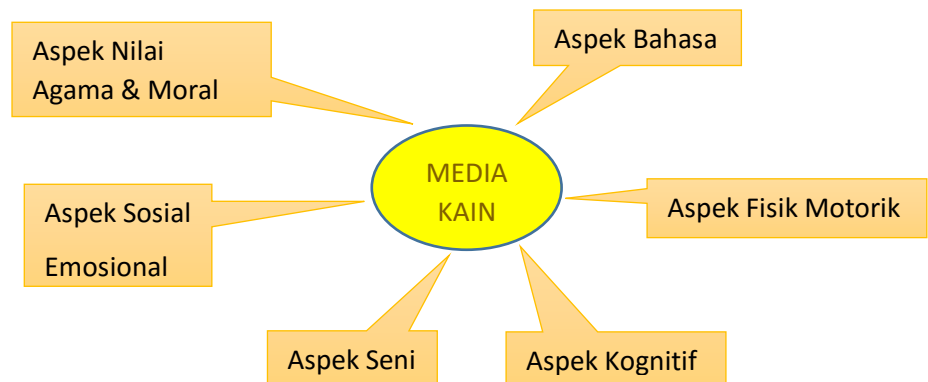 Aspek Nilai
Agama & Moral
Aspek Bahasa
MEDIA
KAIN
Aspek Sosial
Emosional
Aspek Fisik Motorik
Aspek Seni
Aspek Kognitif